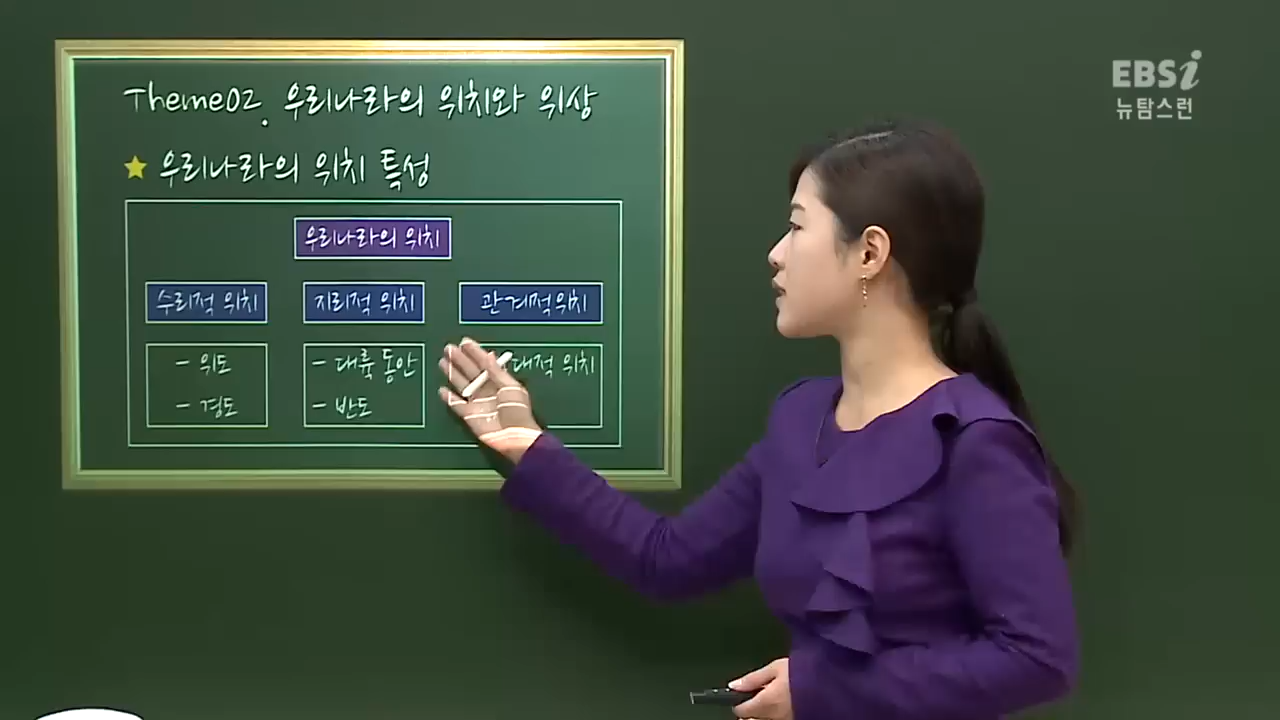 Theme02. 우리나라의 위치와 위상
★ 우리나라의 위치 특성
우리나라의 위치
수리적 위치 지리적 위치 관계적 위치
- 위도 - 대륙 동안 대적 위치
- 경도 - 반도
EBSi
뉴탐스런